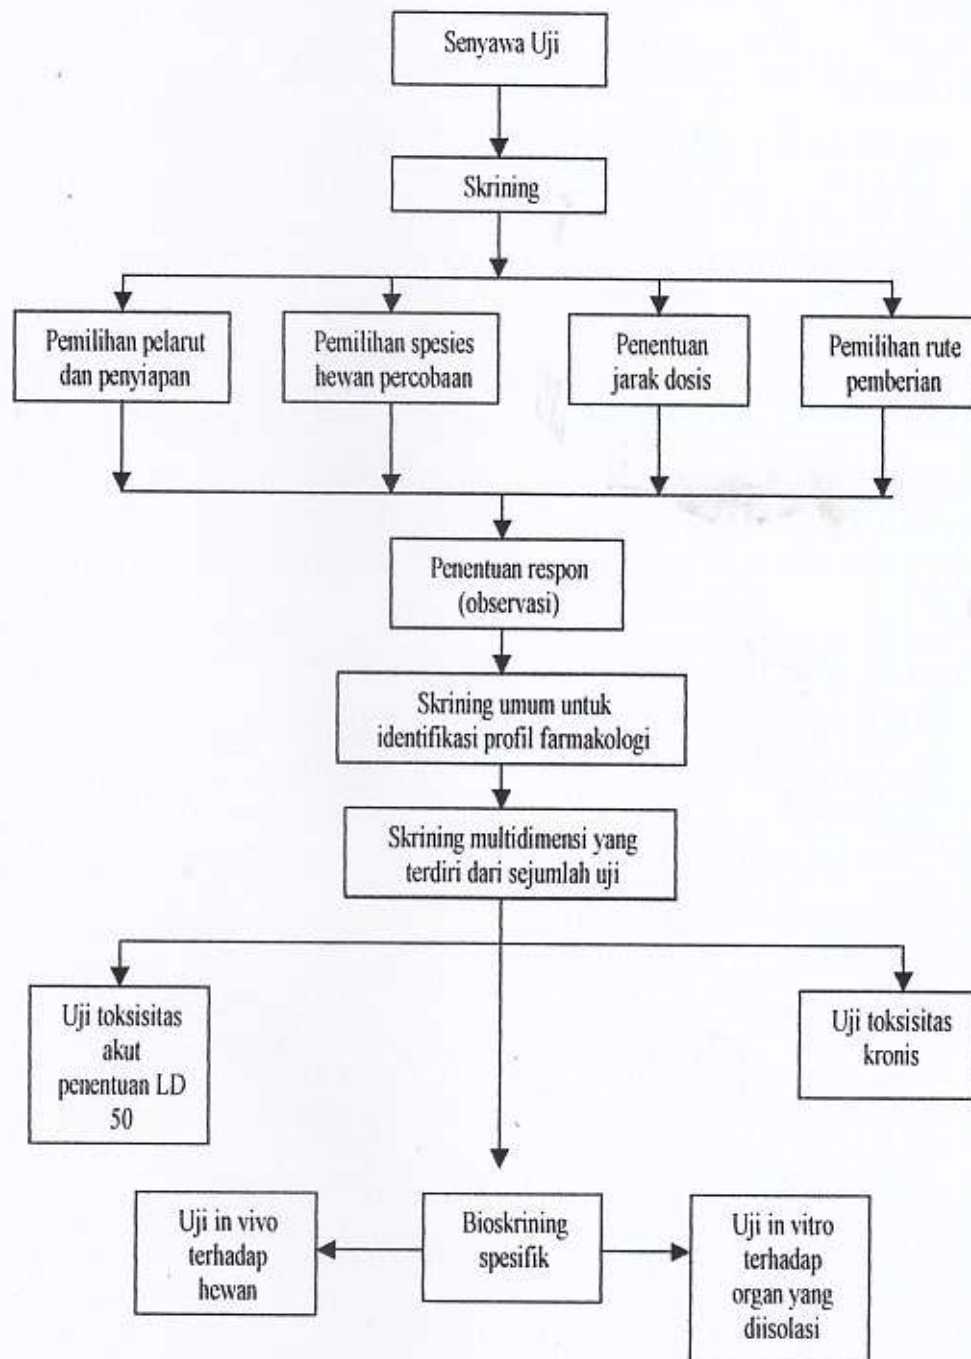 Senyawa Uji
Skrining
Pemilihan pelarut
dan penyiapan
Pemilihan spesies
hewan percobaan
Penentuan
jarak dosis
Pemilihan rute
pemberian
Penentuan respon
(observasi)
Skrining umum untuk
identifikasi profil farmakologi
Skrining multidimensi yang
terdiri dari sejumlah uji
Uji toksisitas
akut
penentuan LD
50
Uji toksisitas
kronis
Uji in vivo
terhadap
hewan
Bioskrining
spesifik
Uji in vitro
terhadap
organ yang
diisolasi